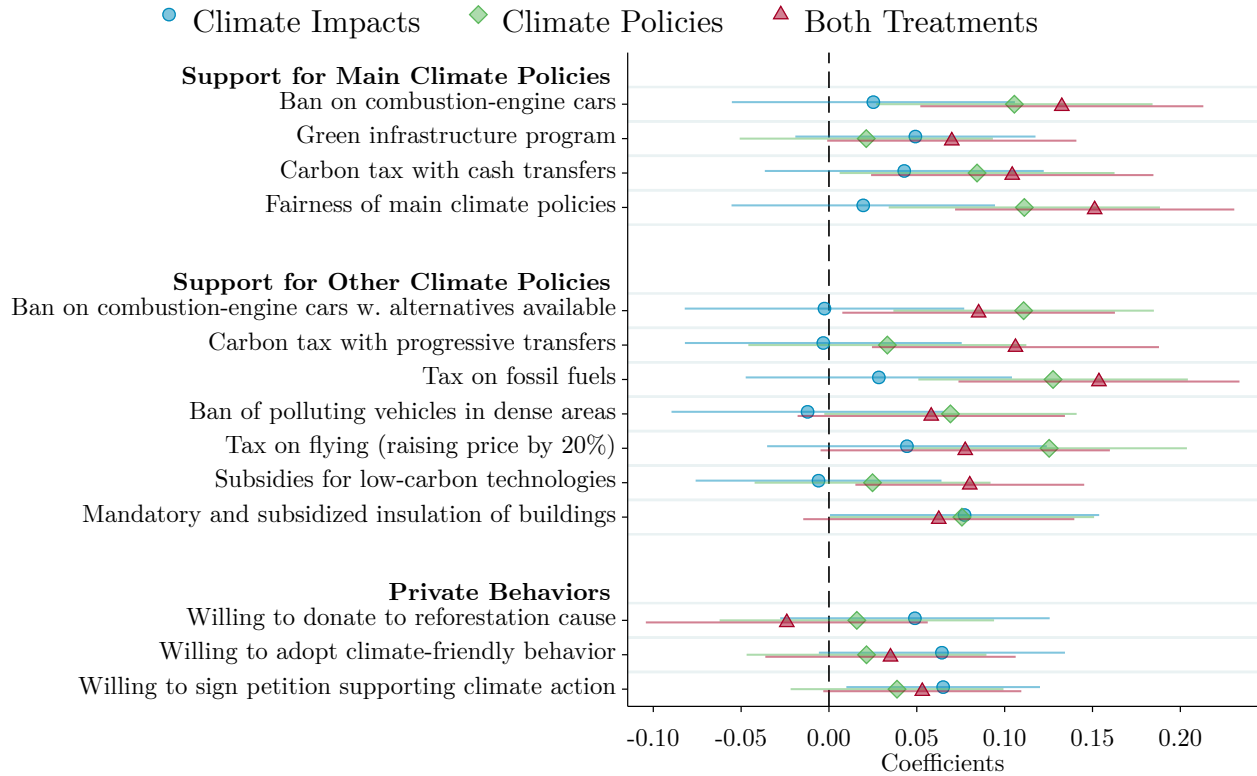 Climate Impacts Climate Policies Both Treatments
Support for Main Climate Policies
Ban on combustion-engine cars
Green infrastructure program
Carbon tax with cash transfers
Fairness of main climate policies
Support for Other Climate Policies
Ban on combustion-engine cars w. alternatives available
Carbon tax with progressive transfers
Tax on fossil fuels
Ban of polluting vehicles in dense areas
Tax on flying (raising price by 20%)
Subsidies for low-carbon technologies
Mandatory and subsidized insulation of buildings
Private Behaviors
Willing to donate to reforestation cause
Willing to adopt climate-friendly behavior
Willing to sign petition supporting climate action
-0.10 -0.05 0.00 0.05 0.10 0.15 0.20
Coefficients